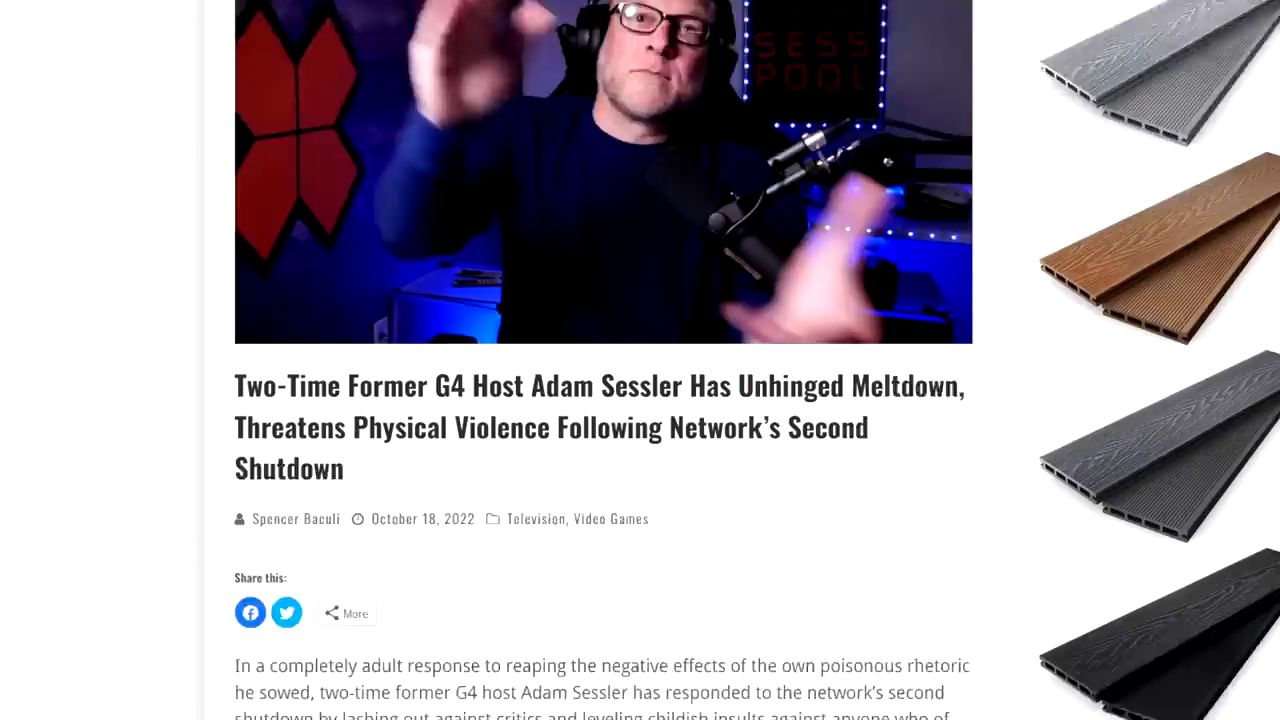 SESS
POOL
Two-Time Former G4 Host Adam Sessler Has Unhinged Meltdown,
Threatens Physical Violence Following Network’s Second
Shutdown
Spencer Baculi October 18, 2022 Television, Video Games
Share this:
More
In a completely adult response to reaping the negative effects of the own poisonous rhetoric
he sowed, two-time former G4 host Adam Sessler has responded to the network’s second
shutdown by lashing out against critics and leveling childish insults against anyone who of